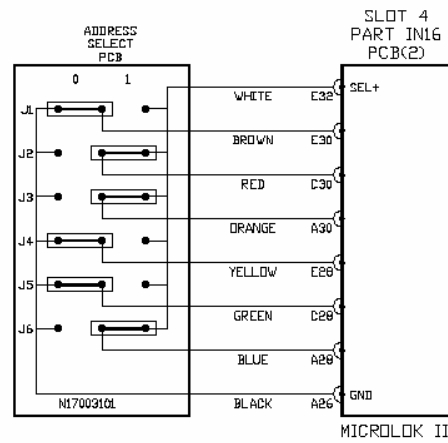 SLOT 4
PART IN16
PCB(2)
ADDRESS
SELECT
PCB
0 1
SEL+
WHITE E32
J1
BROWN E30
J2
RED C30
J3
ORANGE A30
J4
YELLOW E28
J5
GREEN C28
J6
BLUE A28
GND
N17003101 BLACK A26
MICROLOK II